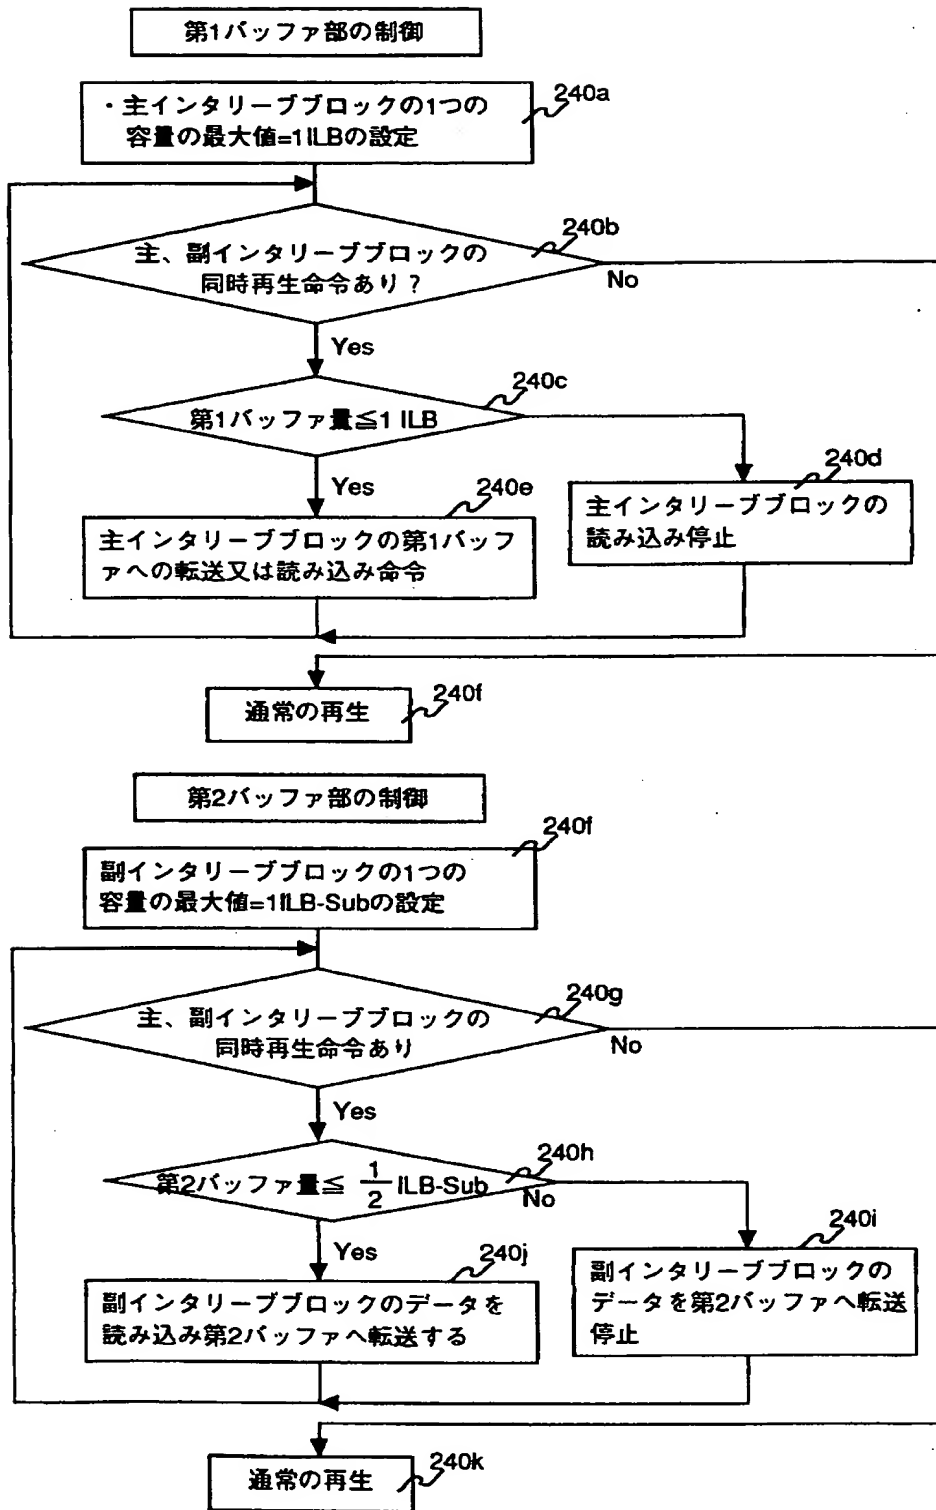 第1バッファ部の制御
240a
・主インタリーブブロックの1つの
容量の最大値=1ILBの設定
240b
主、副インタリーブブロックの
同時再生命令あり？
No
Yes
240c
第1バッファ量≦1 ILB
Yes
240d
主インタリーブブロックの
読み込み停止
240e
主インタリーブブロックの第1バッフ
ァへの転送又は読み込み命令
240f
通常の再生
第2バッファ部の制御
240f
副インタリーブブロックの1つの
容量の最大値=1ILB-Subの設定
240g
主、副インタリーブブロックの
同時再生命令あり
No
Yes
240h
第2バッファ量≦ 1/2 ILB-Sub
No
Yes
240i
副インタリーブブロックの
データを第2バッファへ転送
停止
240j
副インタリーブブロックのデータを
読み込み第2バッファへ転送する
240k
通常の再生